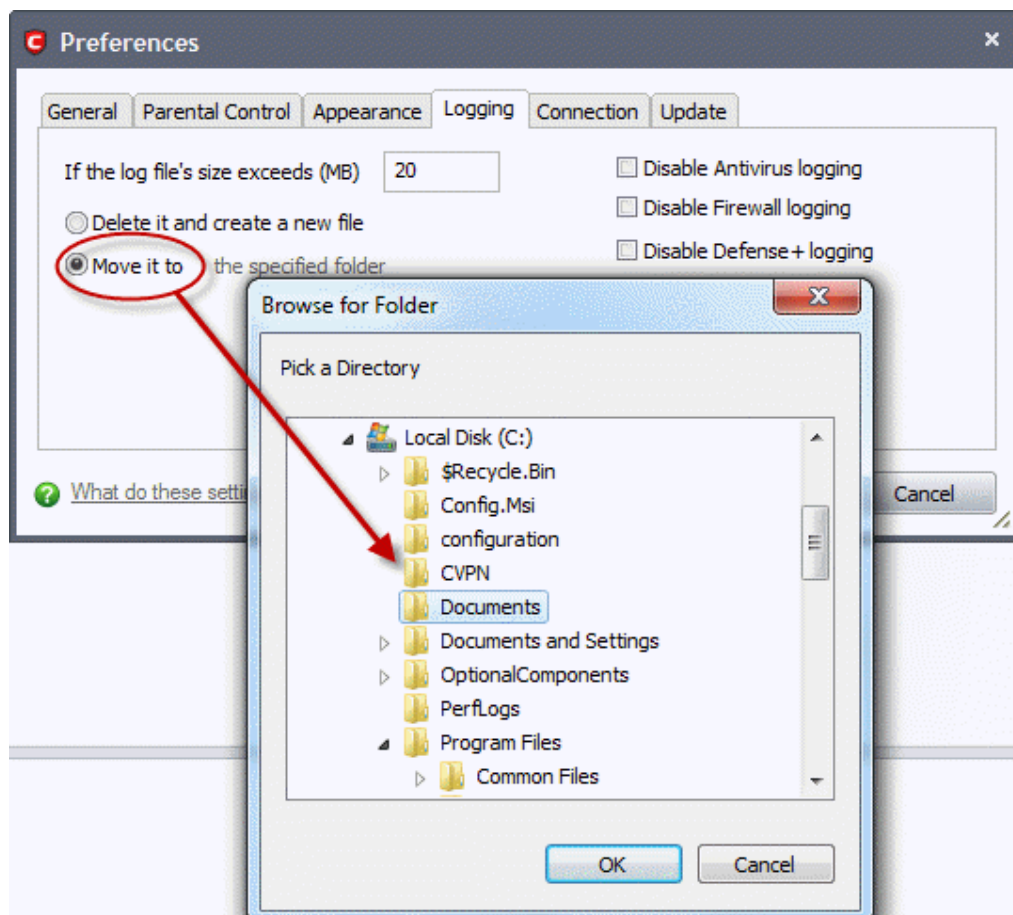 Preferences
General Parental Control Appearance Logging Connection Update
If the log file's size exceeds (MB) 20
Disable Antivirus logging
Delete it and create a new file
Disable Firewall logging
Move it to the specified folder
Disable Defense+ logging
Browse for Folder
Pick a Directory
Local Disk (C:)
$Recycle.Bin
Config.Msi
configuration
CVPN
Documents
Documents and Settings
OptionalComponents
PerfLogs
Program Files
Common Files
OK Cancel
What do these
Cancel